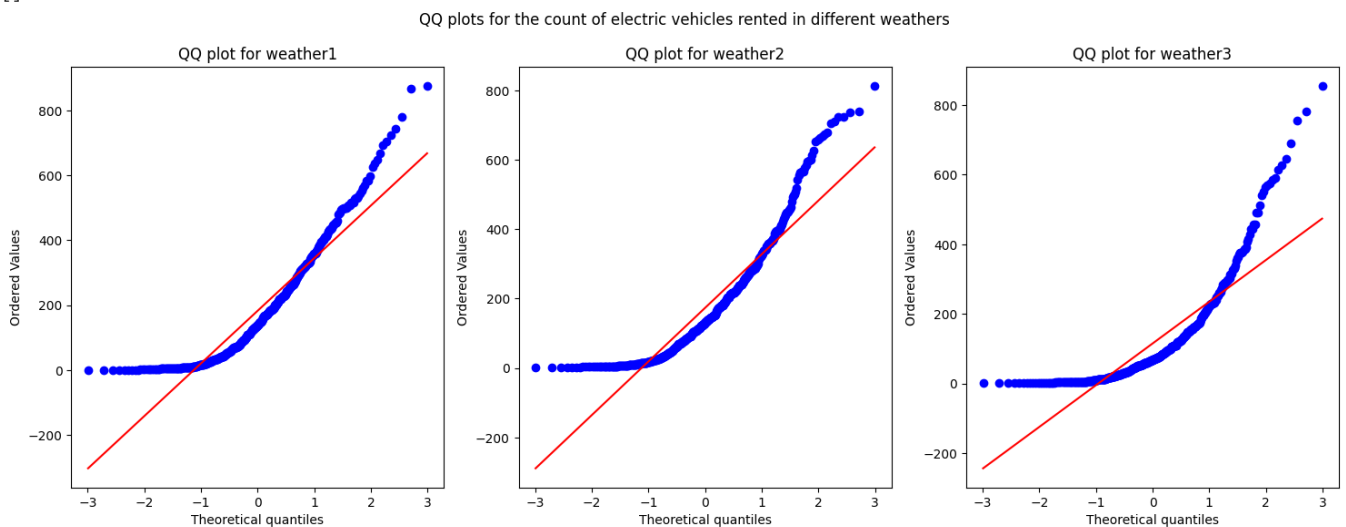 QQ plots for the count of electric vehicles rented in different weathers
QQ plot for weather1
800
600
400
200
0
−200
Ordered Values
−3 −2 −1 0 1 2 3
Theoretical quantiles
QQ plot for weather2
800
600
400
200
0
−200
Ordered Values
−3 −2 −1 0 1 2 3
Theoretical quantiles
QQ plot for weather3
800
600
400
200
0
−200
Ordered Values
−3 −2 −1 0 1 2 3
Theoretical quantiles